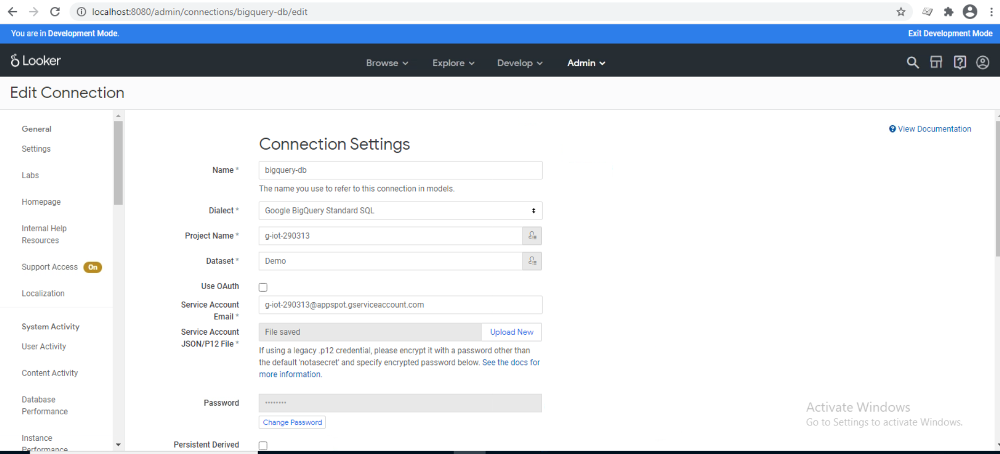 localhost:8080/admin/connections/bigquery-db/edit
You are in Development Mode.
Exit Development Mode
Looker
Browse
Explore
Develop
Admin
Edit Connection
General
Settings
Labs
Homepage
Internal Help
Resources
Support Access On
Localization
System Activity
User Activity
Content Activity
Database
Performance
Instance
Performance
View Documentation
Connection Settings
Name *
bigquery-db
The name you use to refer to this connection in models.
Dialect *
Google BigQuery Standard SQL
Project Name *
g-iot-290313
Dataset *
Demo
Use OAuth
Service Account
Email *
g-iot-290313@appspot.gserviceaccount.com
Service Account
JSON/P12 File *
File saved
Upload New
If using a legacy .p12 credential, please encrypt it with a password other than
the default 'notasecret' and specify encrypted password below. See the docs for
more information.
Password
••••••••
Change Password
Persistent Derived
Activate Windows
Go to Settings to activate Windows.